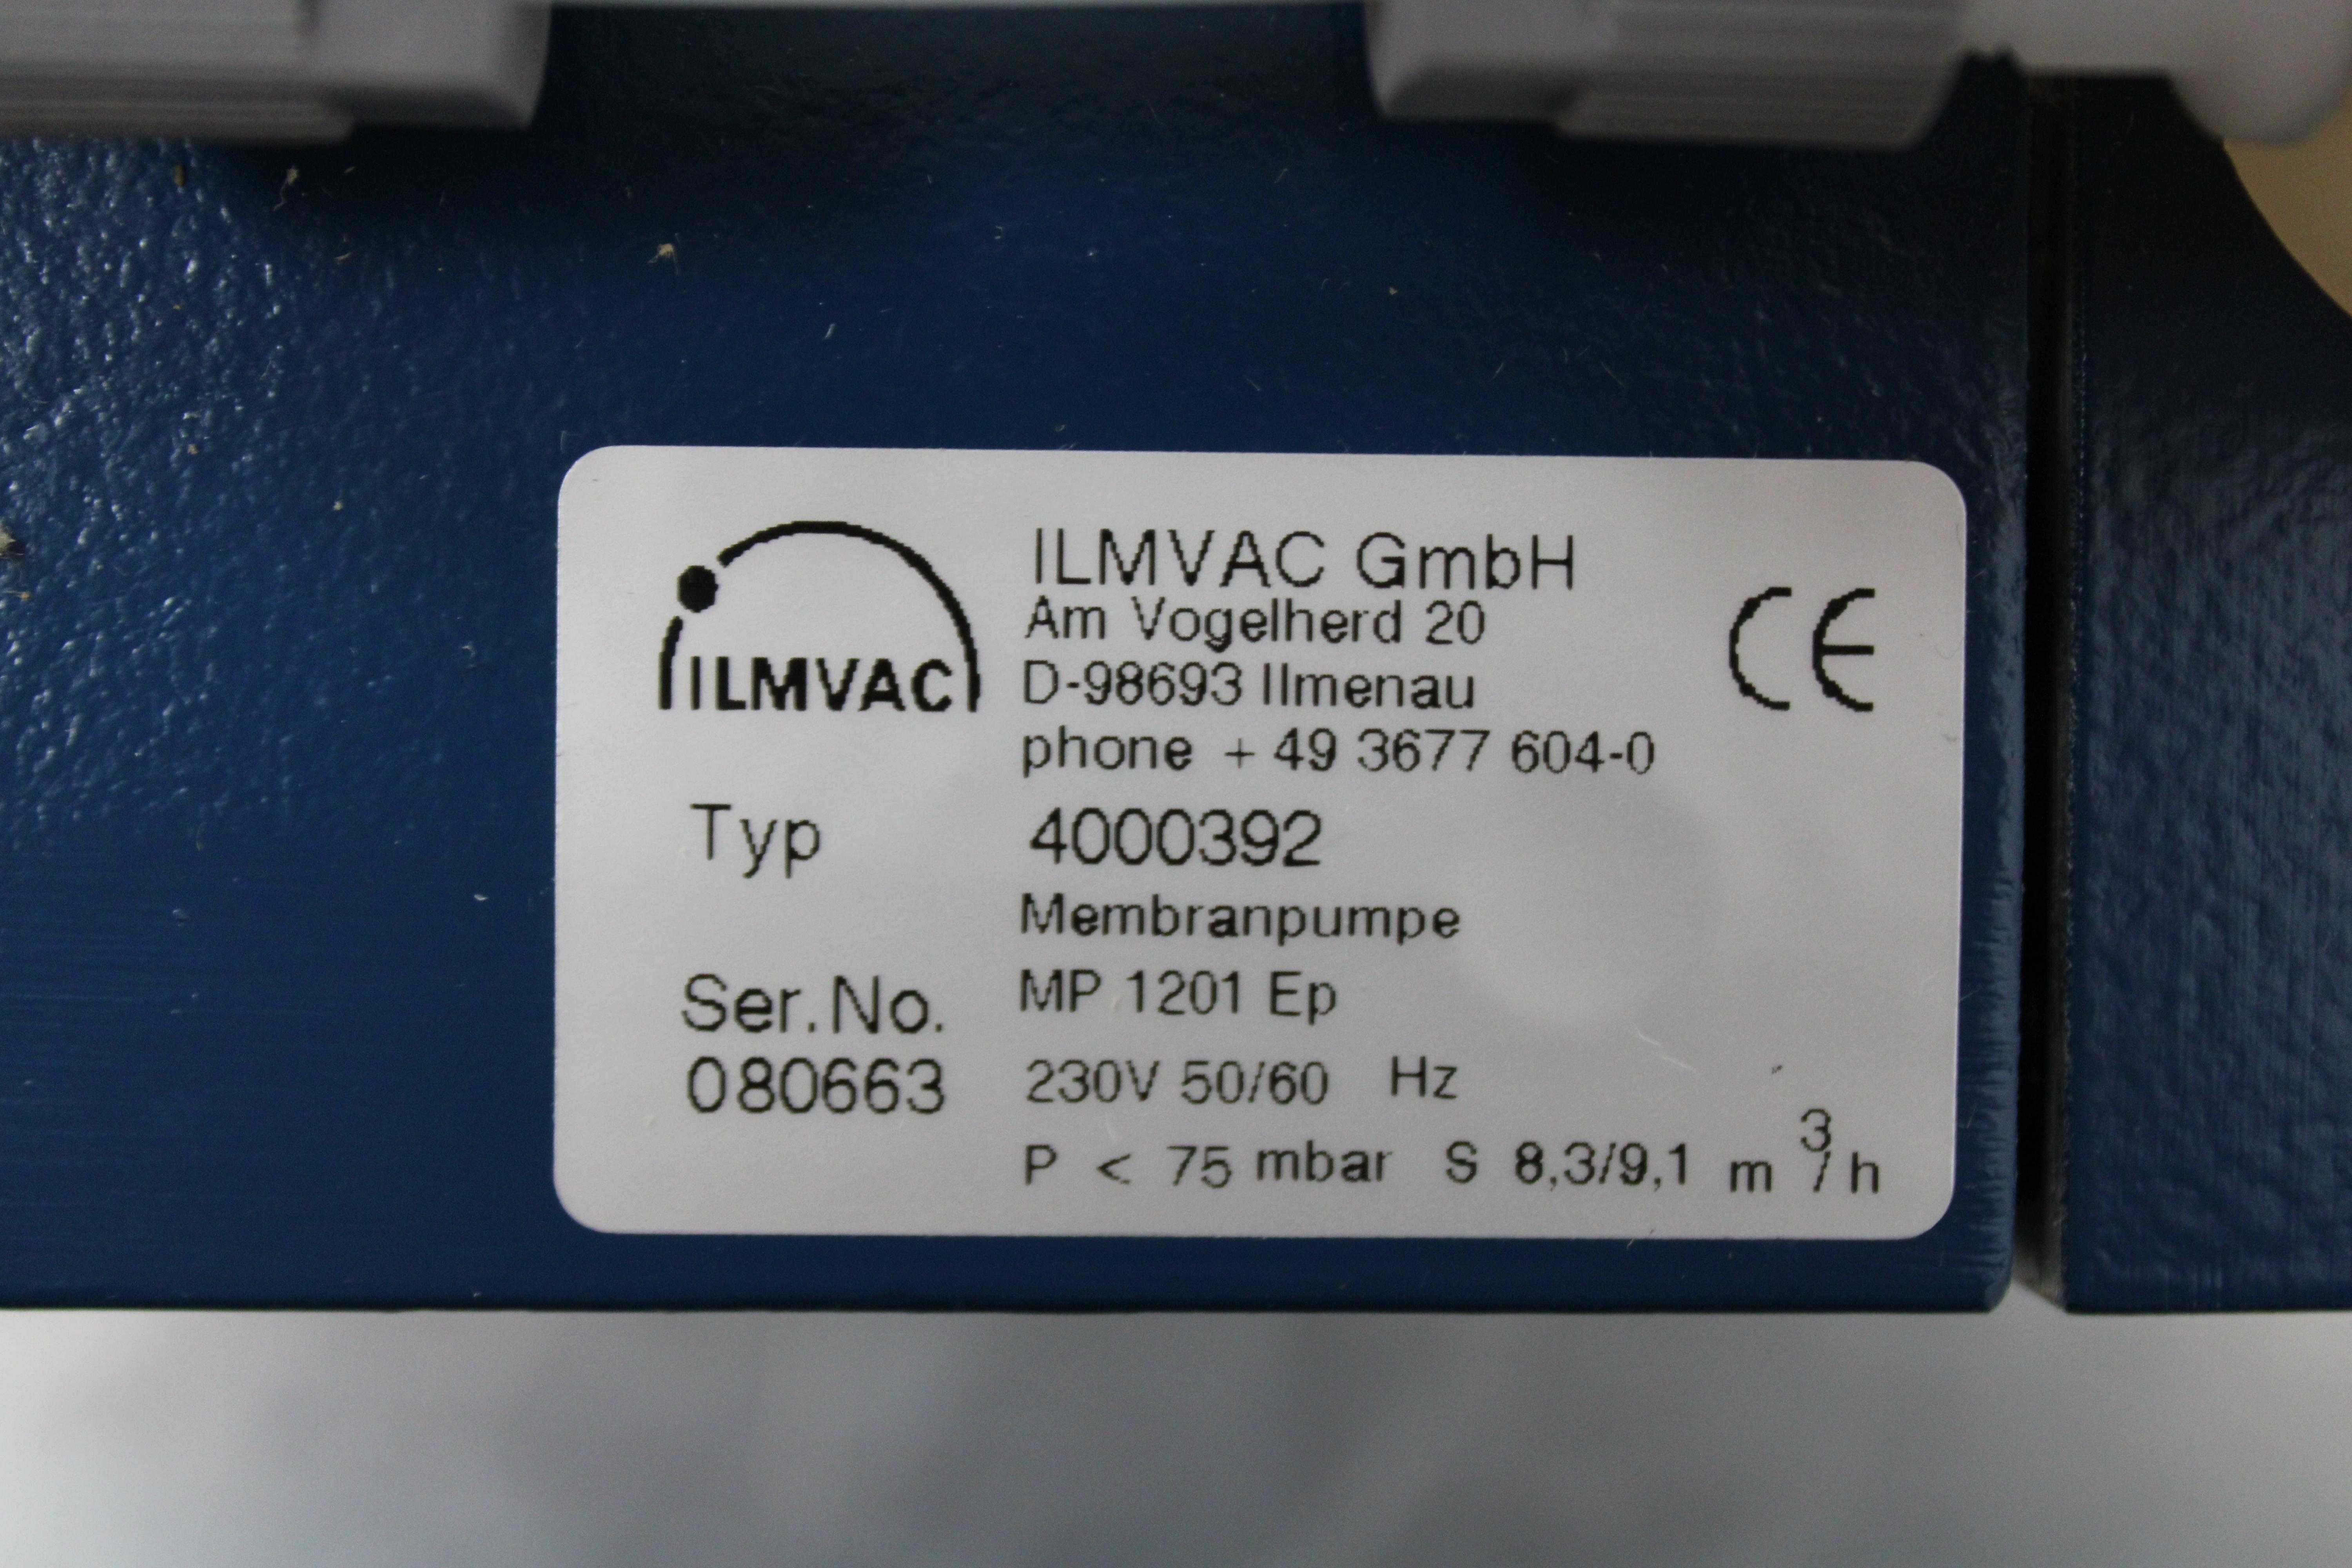 ILMVAC
ILMVAC GmbH
Am Vogelherd 20
D-98693 Ilmenau
phone + 49 3677 604-0
CE
Typ 4000392
Membranpumpe
Ser.No. MP 1201 Ep
080663 230V 50/60 Hz
P < 75 mbar S 8,3/9,1 m³/h